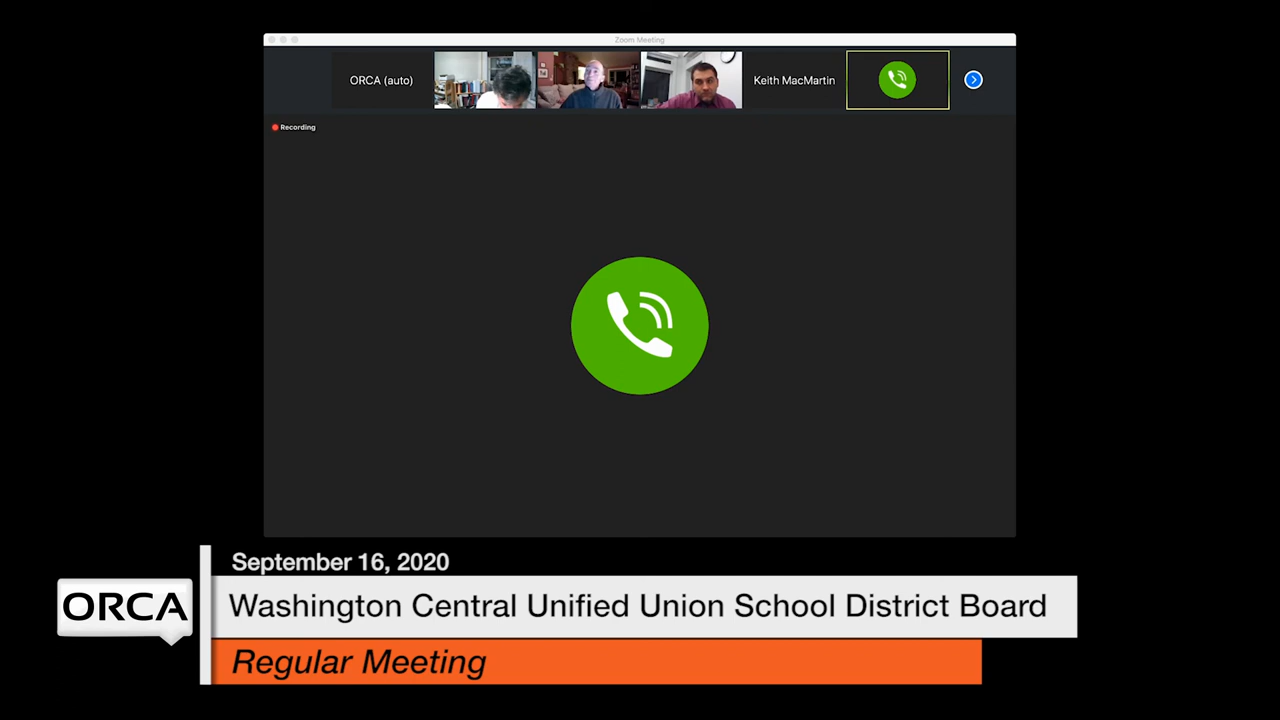 Zoom Meeting
ORCA (auto)
Keith MacMartin
Recording
September 16, 2020
ORCA
Washington Central Unified Union School District Board
Regular Meeting